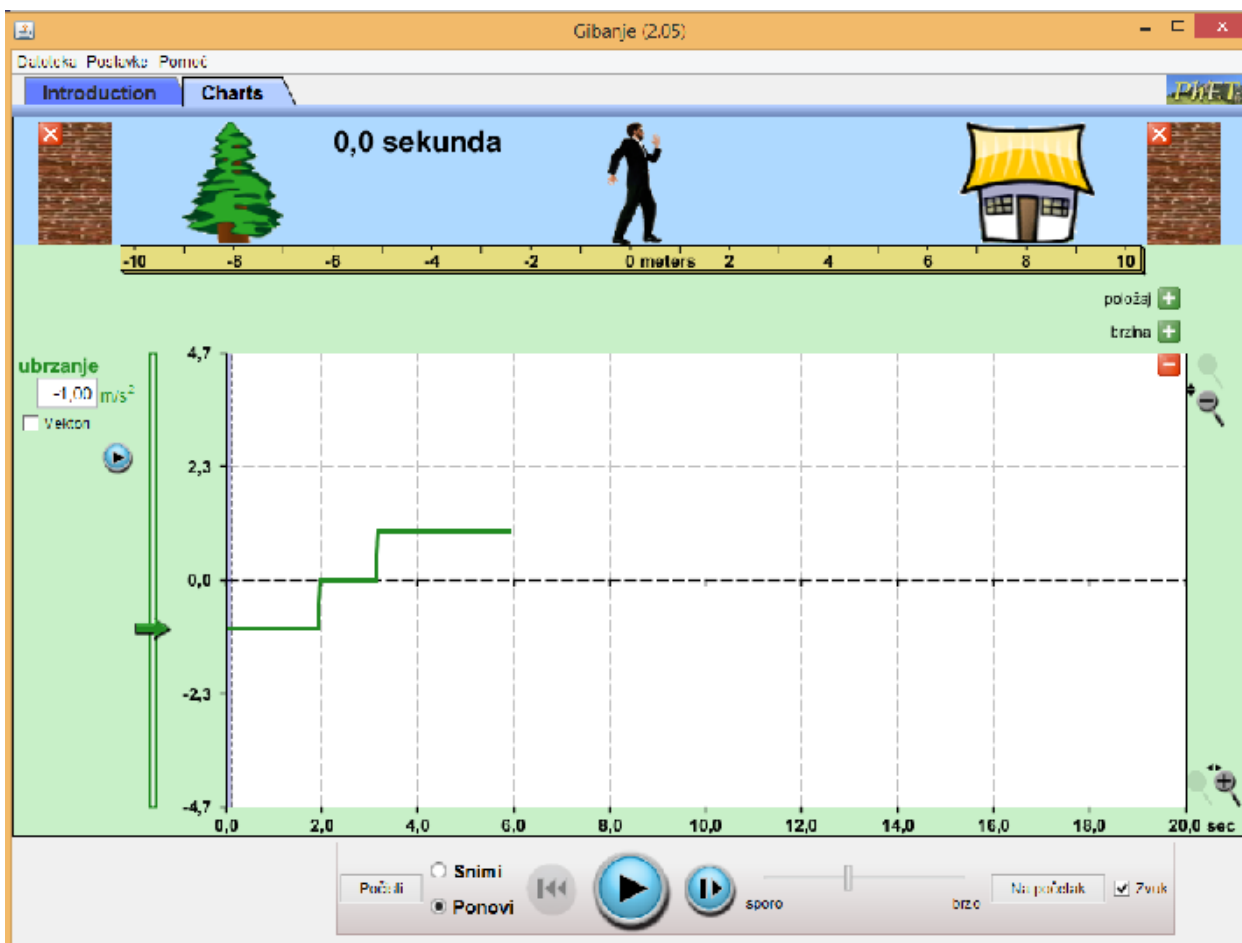 Gibanje (2.05)
Datoteka Postavke Pomoć
Introduction Charts
PhET
0,0 sekunda
-10 -8 -6 -4 -2 0 meters 2 4 6 8 10
položaj
brzina
ubrzanje
-1,00 m/s²
Vektori
4,7
2,3
0,0
-2,3
-4,7
0,0 2,0 4,0 6,0 8,0 10,0 12,0 14,0 16,0 18,0 20,0 sec
Počisti
Snimi
Ponovi
sporo
brzo
Na početak
Zvuk